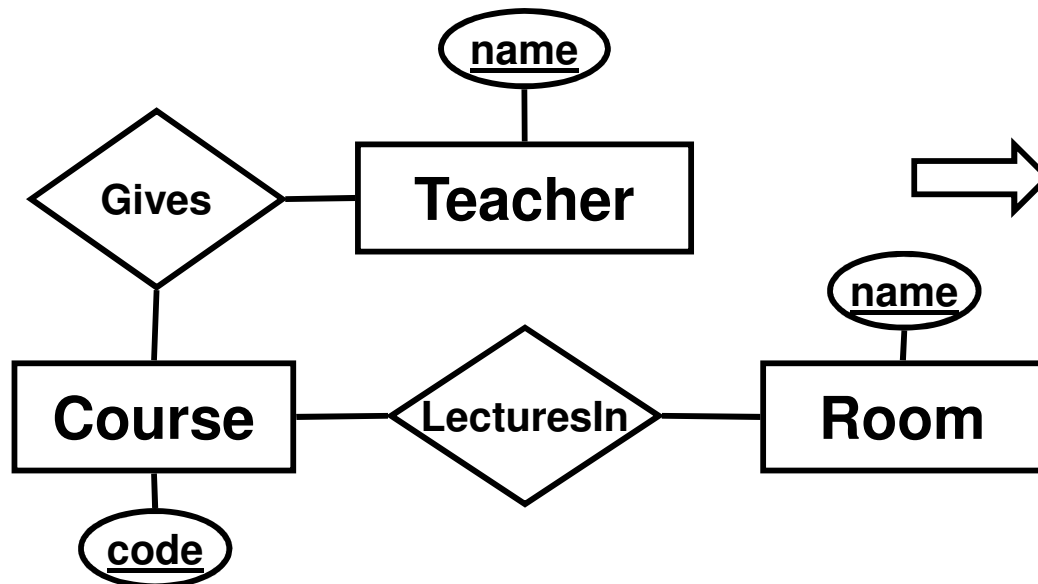 name
Gives
Teacher
name
Course
LecturesIn
Room
code